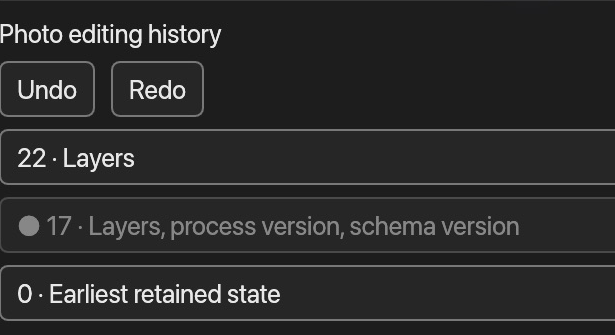 Photo editing history
Undo Redo
22 · Layers
17 · Layers, process version, schema version
0 · Earliest retained state